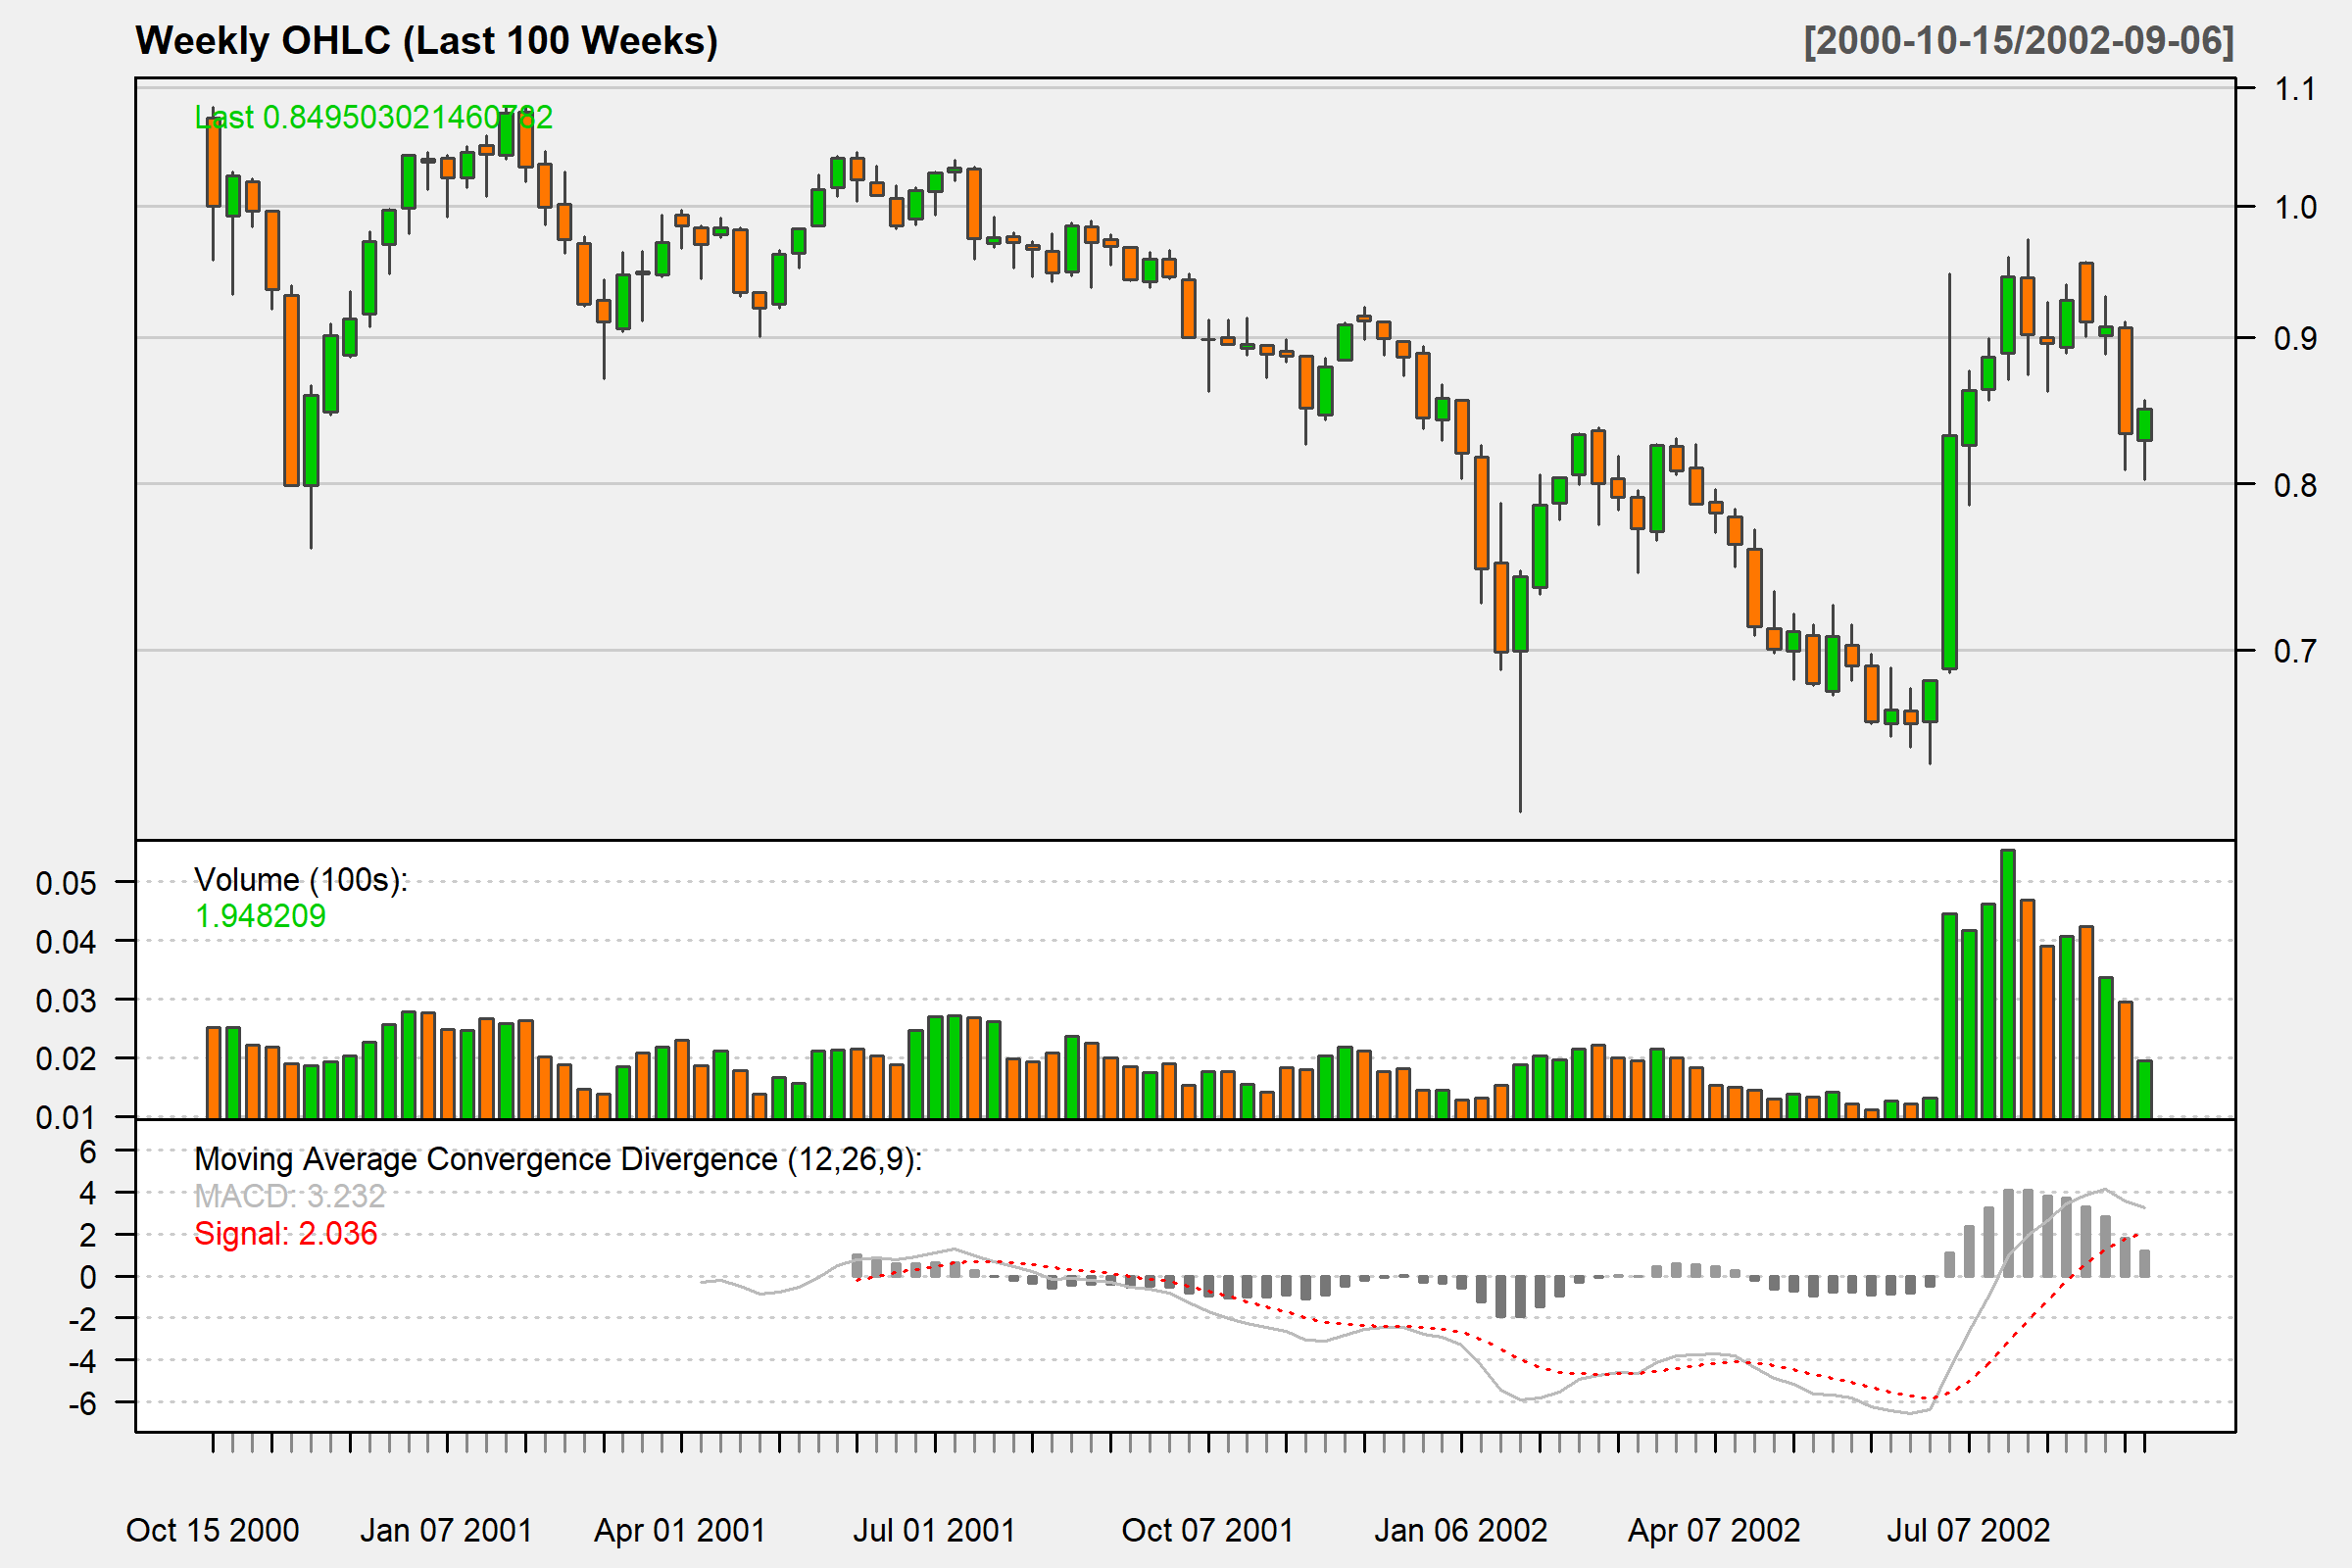 Weekly OHLC (Last 100 Weeks)
[2000-10-15/2002-09-06]
Last 0.849503021460782
1.1
1.0
0.9
0.8
0.7
Volume (100s):
1.948209
0.05
0.04
0.03
0.02
0.01
Moving Average Convergence Divergence (12,26,9):
MACD: 3.232
Signal: 2.036
6
4
2
0
-2
-4
-6
Oct 15 2000 Jan 07 2001 Apr 01 2001 Jul 01 2001 Oct 07 2001 Jan 06 2002 Apr 07 2002 Jul 07 2002